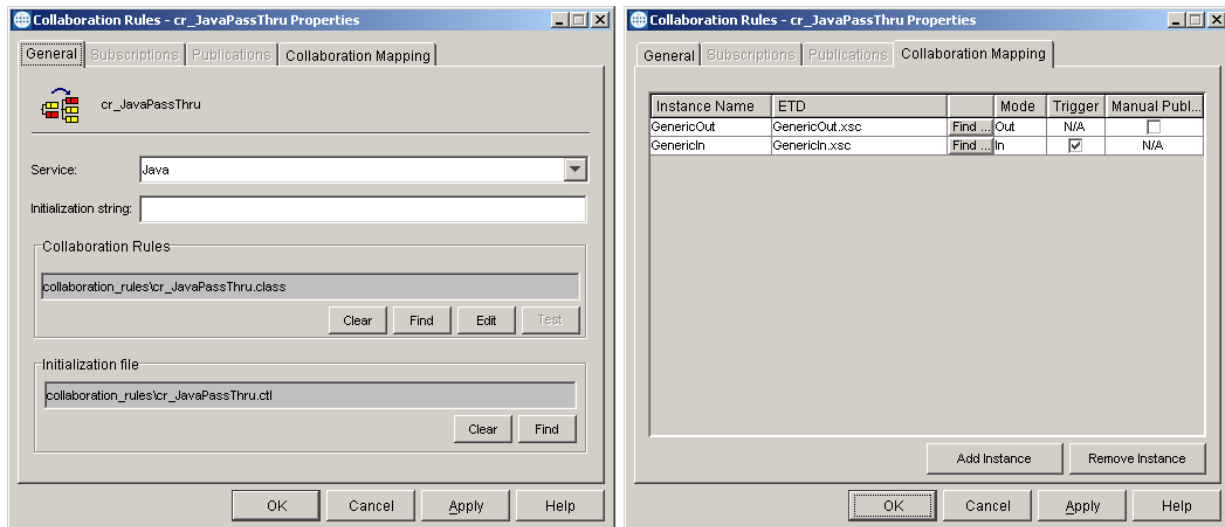 Collaboration Rules - cr_JavaPassThru Properties
General Subscriptions Publications Collaboration Mapping
cr_JavaPassThru
Service: Java
Initialization string:
Collaboration Rules
collaboration_rules\cr_JavaPassThru.class
Clear Find Edit Test
Initialization file
collaboration_rules\cr_JavaPassThru.ctl
Clear Find
OK Cancel Apply Help
Collaboration Rules - cr_JavaPassThru Properties
General Subscriptions Publications Collaboration Mapping
Instance Name ETD Mode Trigger Manual Publ...
GenericOut GenericOut.xsc Find ... Out N/A
GenericIn GenericIn.xsc Find ... In N/A
Add Instance Remove Instance
OK Cancel Apply Help